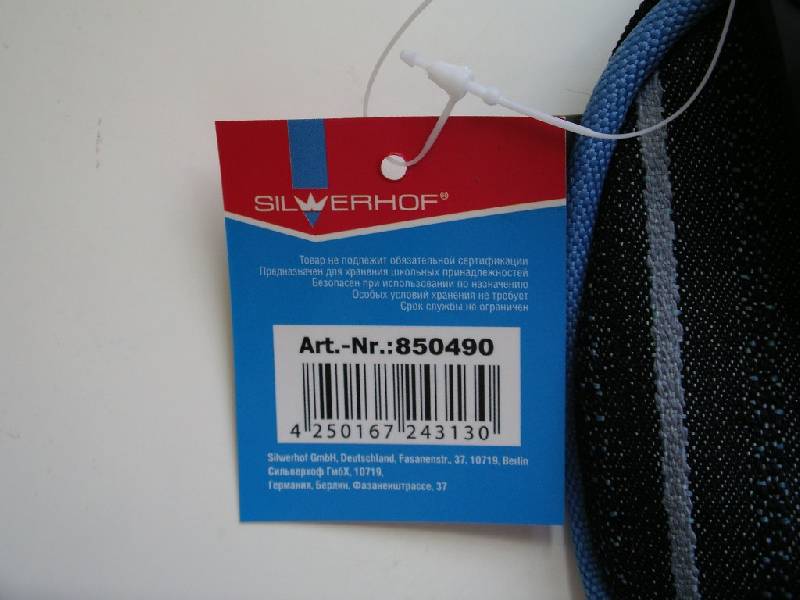 SILWERHOF®
Товар не подлежит обязательной сертификации
Предназначен для хранения школьных принадлежностей
Безопасен при использовании по назначению
Особых условий хранения не требует
Срок службы не ограничен
Art.-Nr.:850490
4 250167 243130
Silwerhof GmbH, Deutschland, Fasanenstr., 37, 10719, Berlin
Сильверхоф ГмбХ, 10719,
Германия, Берлин, Фазаненштрассе, 37